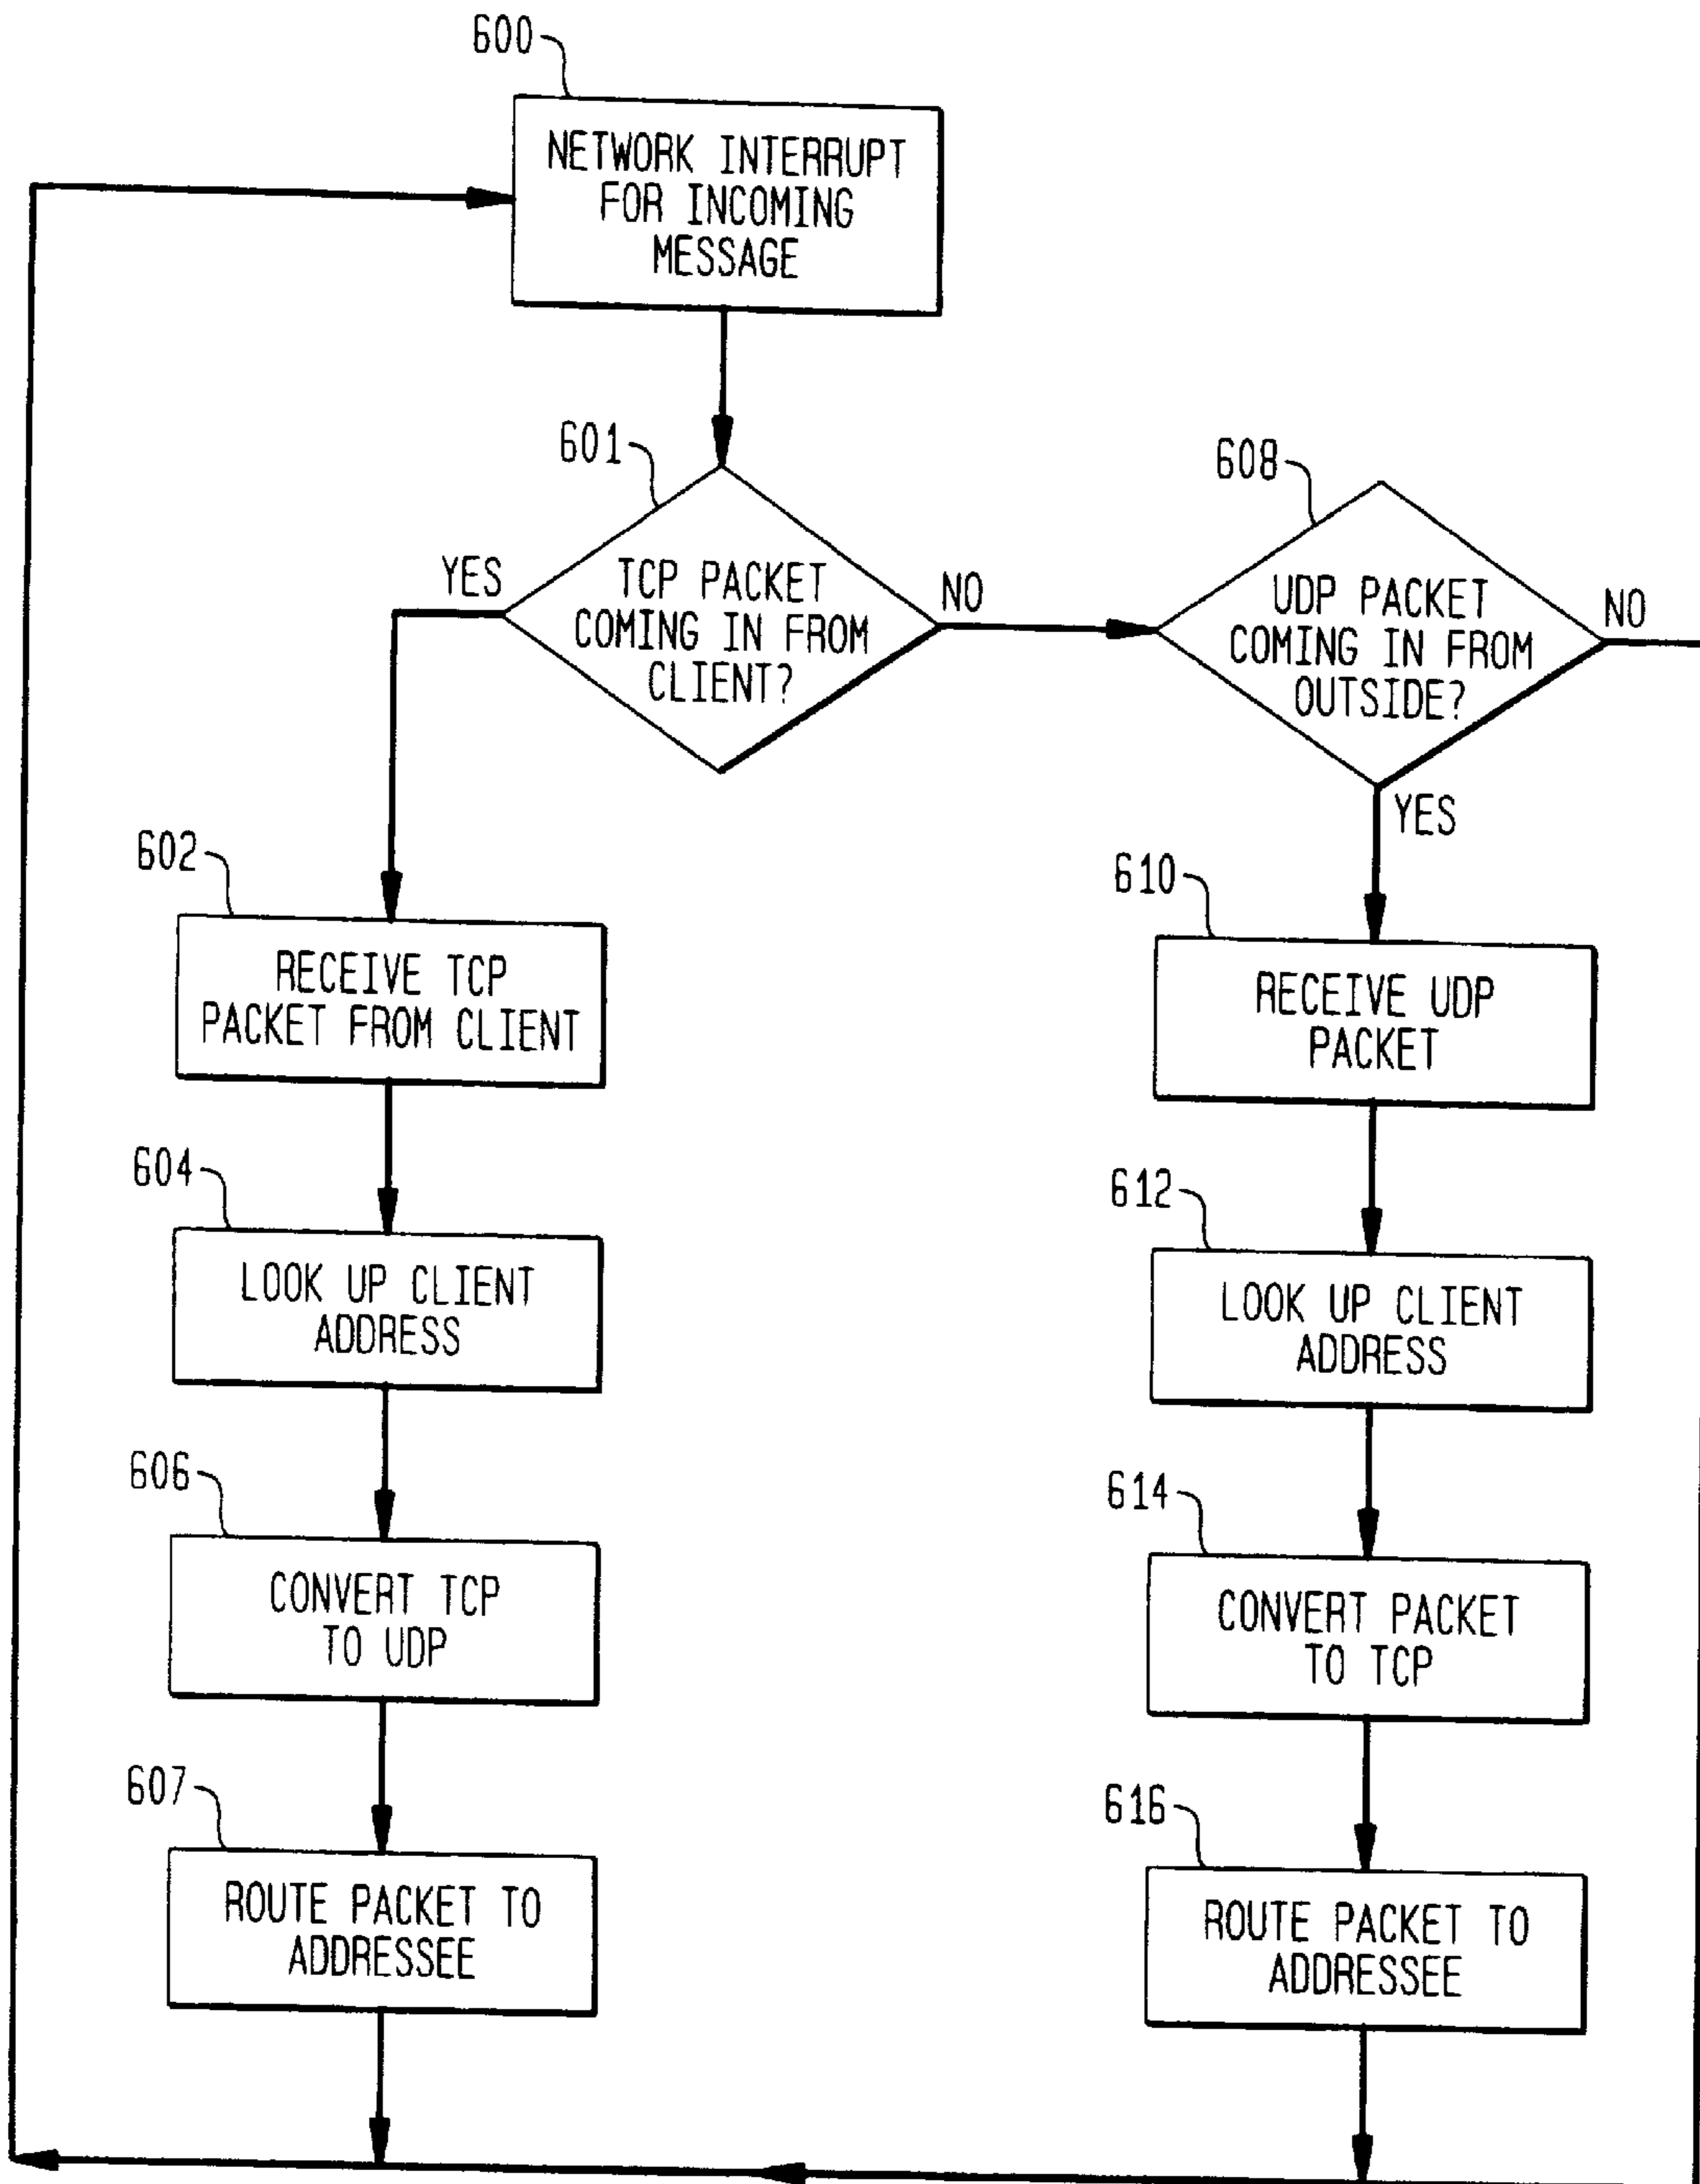 600
NETWORK INTERRUPT
FOR INCOMING
MESSAGE
601
TCP PACKET
COMING IN FROM
CLIENT?
YES
NO
608
UDP PACKET
COMING IN FROM
OUTSIDE?
NO
YES
602
RECEIVE TCP
PACKET FROM CLIENT
604
LOOK UP CLIENT
ADDRESS
606
CONVERT TCP
TO UDP
607
ROUTE PACKET TO
ADDRESSEE
610
RECEIVE UDP
PACKET
612
LOOK UP CLIENT
ADDRESS
614
CONVERT PACKET
TO TCP
616
ROUTE PACKET TO
ADDRESSEE